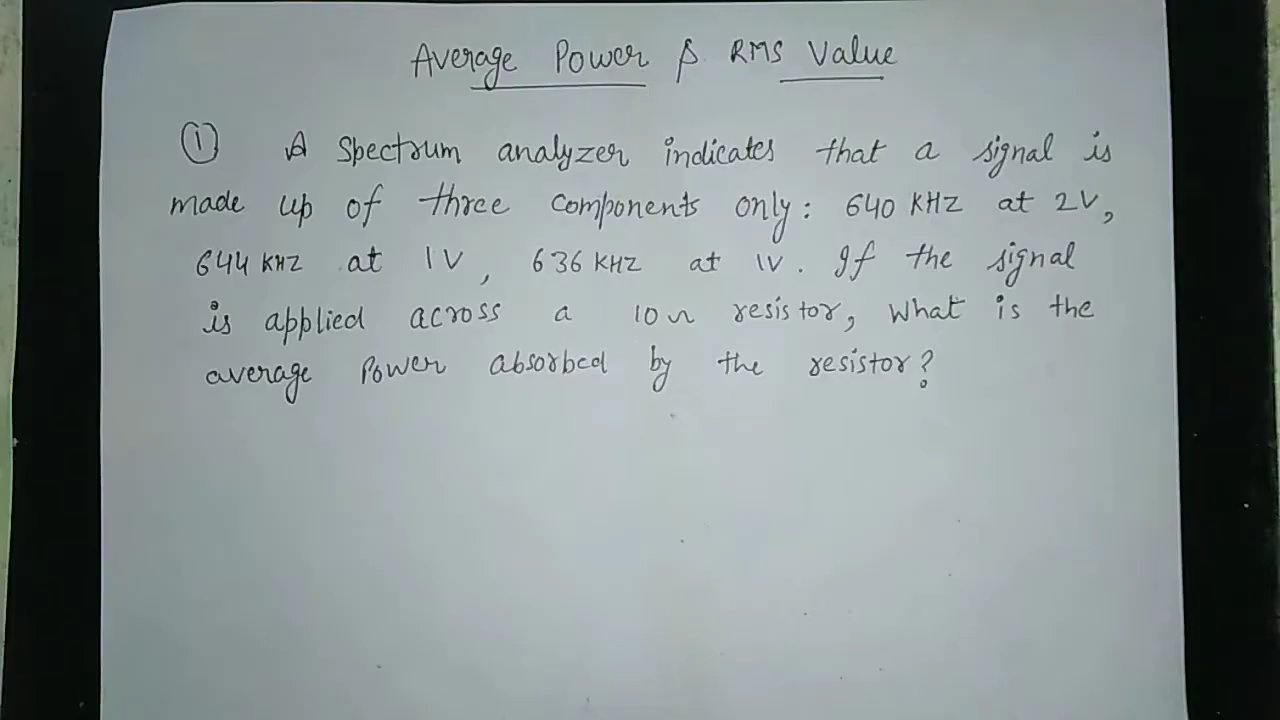 Average Power & RMS Value
① A Spectrum analyzer indicates that a signal is
made up of three components only: 640 KHZ at 2V,
644 KHZ at 1V, 636 KHZ at 1V. If the signal
is applied across a 10Ω resistor, what is the
average Power absorbed by the resistor?